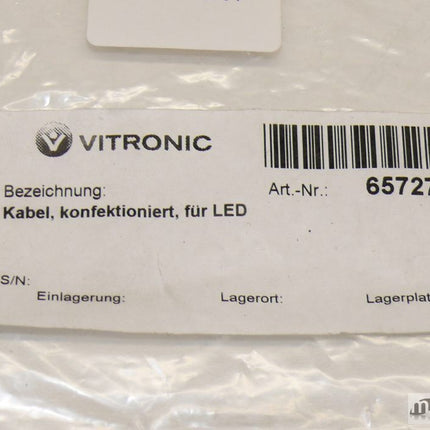 VITRONIC
Bezeichnung:
Kabel, konfektioniert, für LED
Art.-Nr.: 65727
S/N:
Einlagerung: Lagerort: Lagerplat